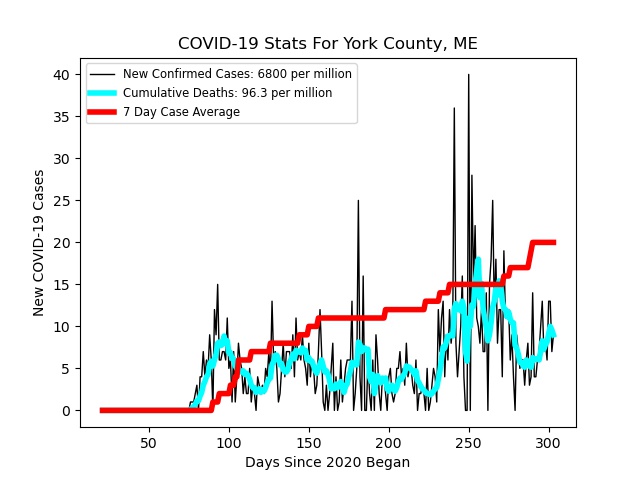 COVID-19 Stats For York County, ME
New Confirmed Cases: 6800 per million
Cumulative Deaths: 96.3 per million
7 Day Case Average
New COVID-19 Cases
40
35
30
25
20
15
10
5
0
50 100 150 200 250 300
Days Since 2020 Began